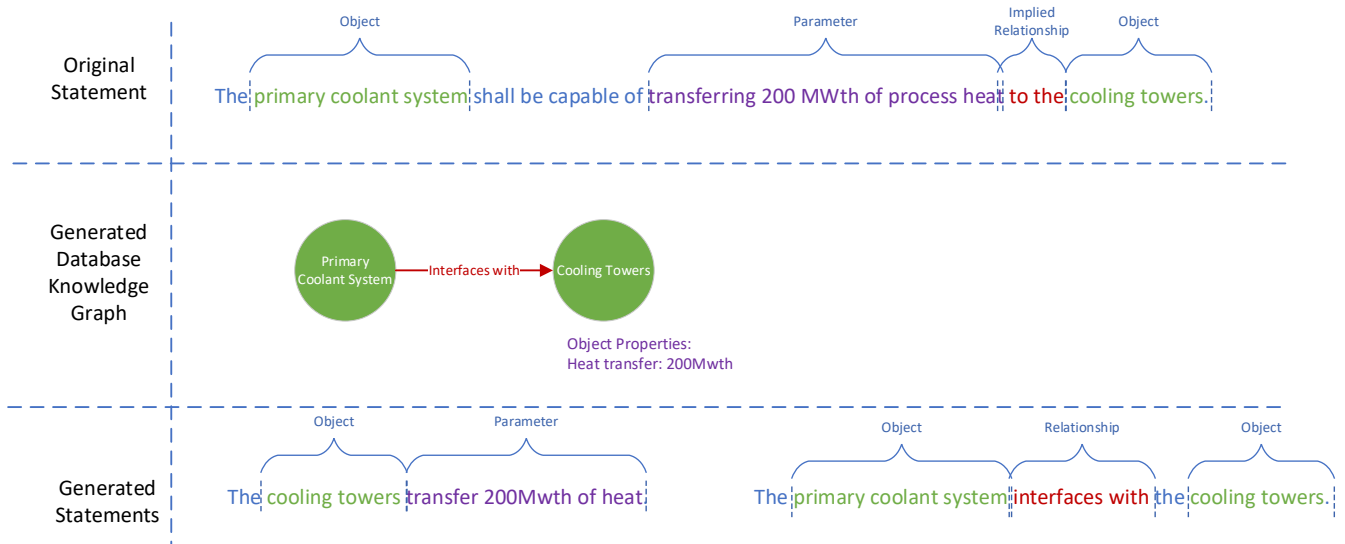 Object
Parameter
Implied
Relationship
Object
Original
Statement
The primary coolant system shall be capable of transferring 200 MWth of process heat to the cooling towers.
Generated
Database
Knowledge
Graph
Primary
Coolant System
Interfaces with
Cooling Towers
Object Properties:
Heat transfer: 200Mwth
Object
Parameter
Object
Relationship
Object
Generated
Statements
The cooling towers transfer 200Mwth of heat.
The primary coolant system interfaces with the cooling towers.